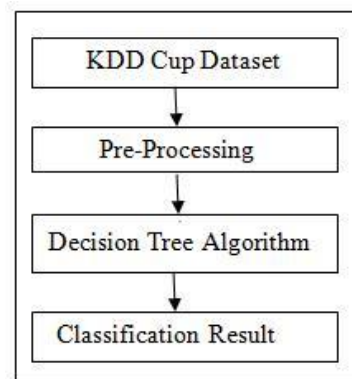 KDD Cup Dataset
Pre-Processing
Decision Tree Algorithm
Classification Result